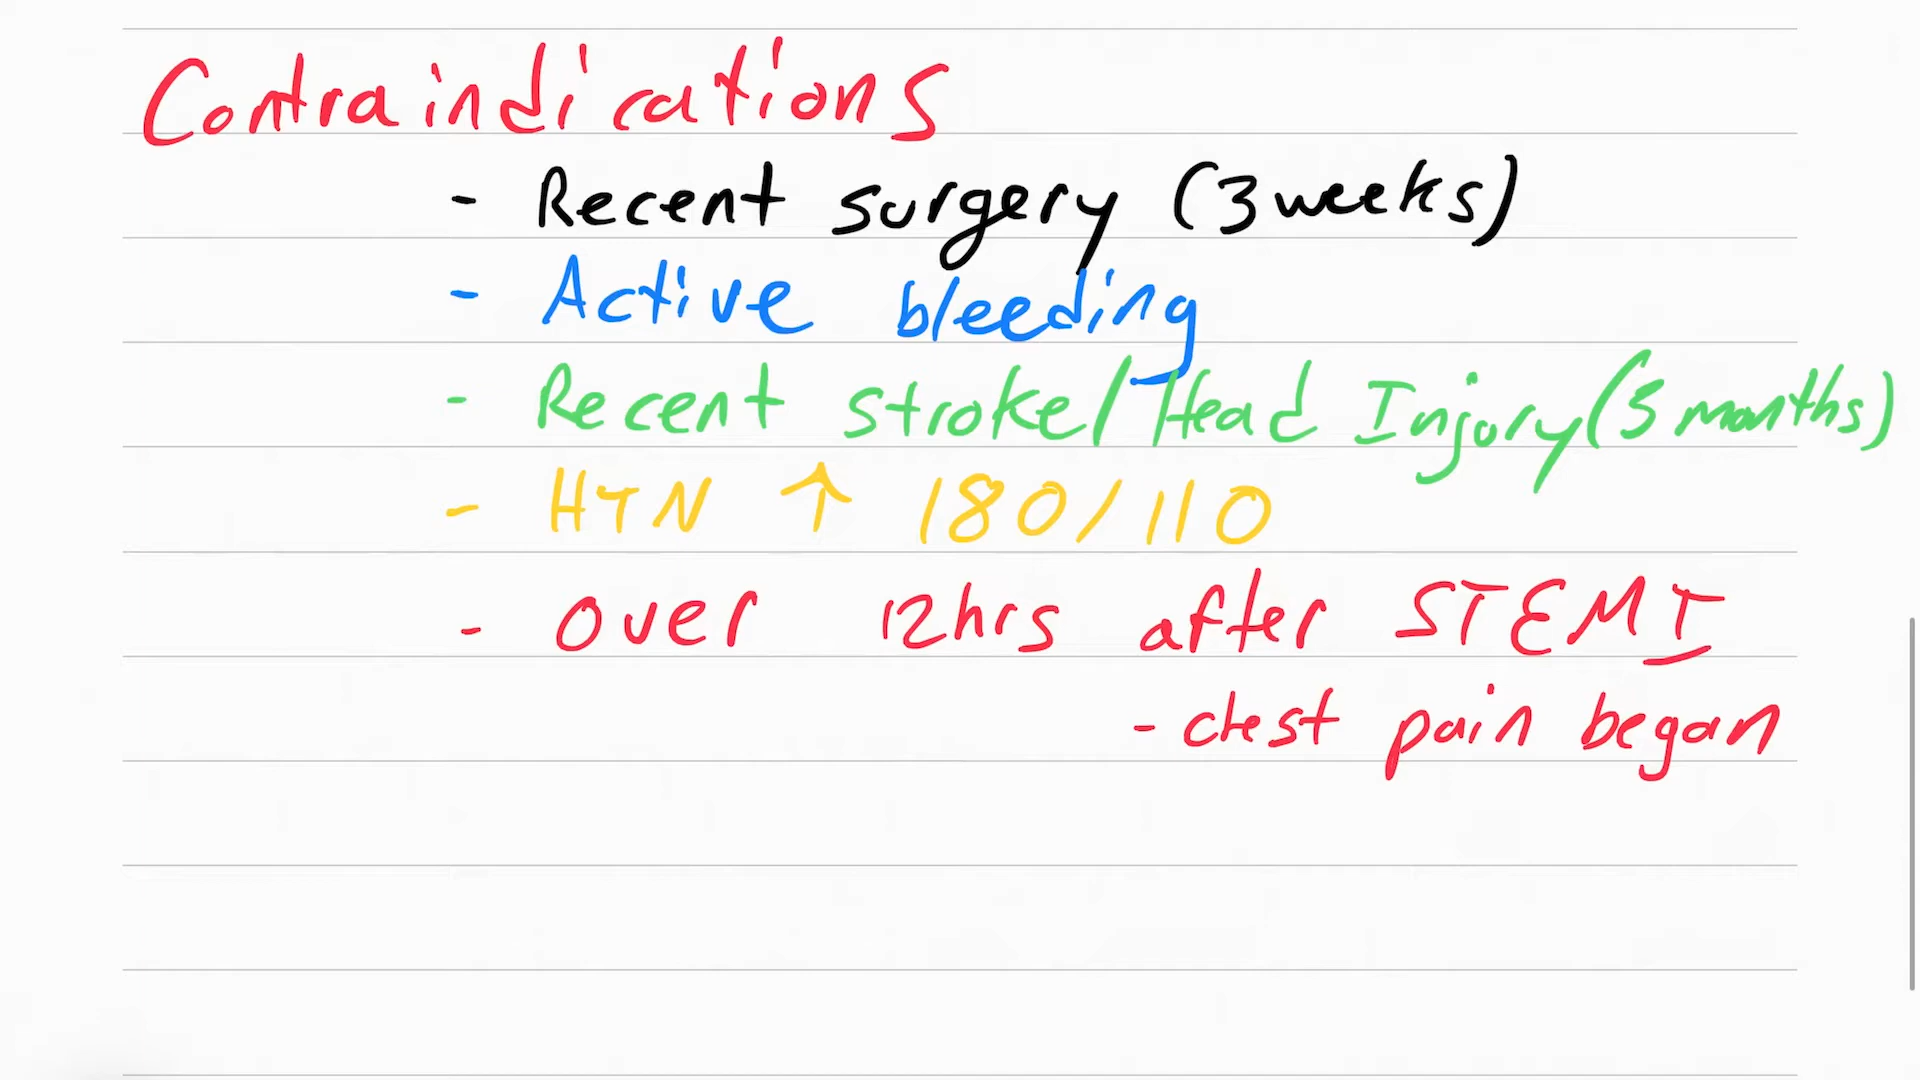 Contraindications
- Recent surgery (3 weeks)
- Active bleeding
- Recent stroke/Head Injury (3 months)
- HTN ↑ 180/110
- Over 12hrs after STEMI
- chest pain began